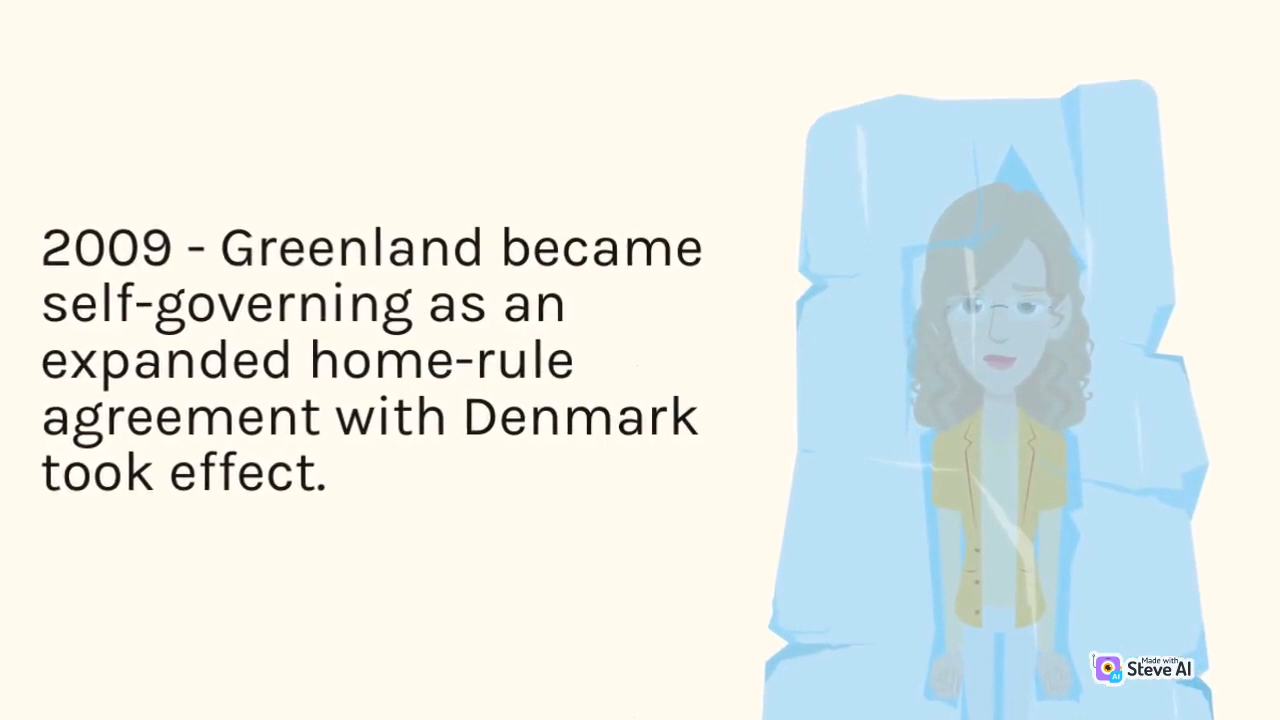 2009 - Greenland became
self-governing as an
expanded home-rule
agreement with Denmark
took effect.
Made with
Steve AI
AI